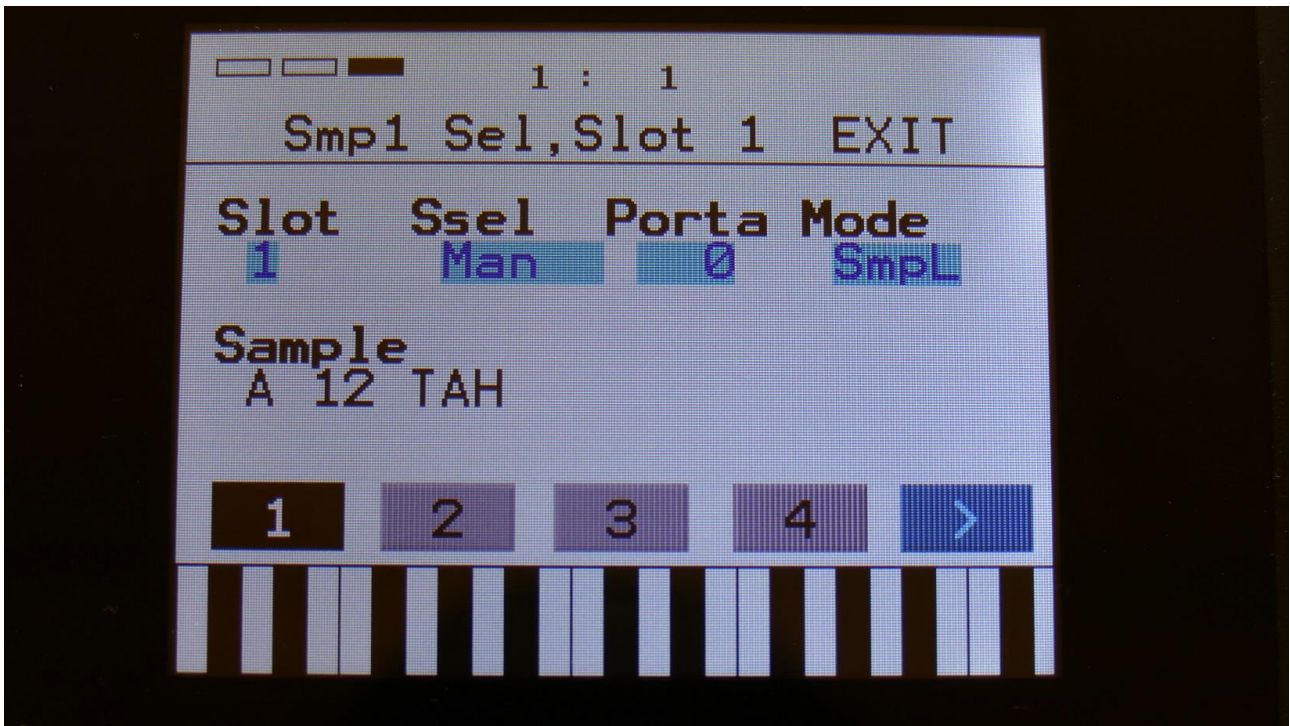 1 : 1
Smp1 Sel,Slot 1 EXIT
Slot Ssel Porta Mode
1 Man 0 SmpL
Sample
A 12 TAH
1 2 3 4 >